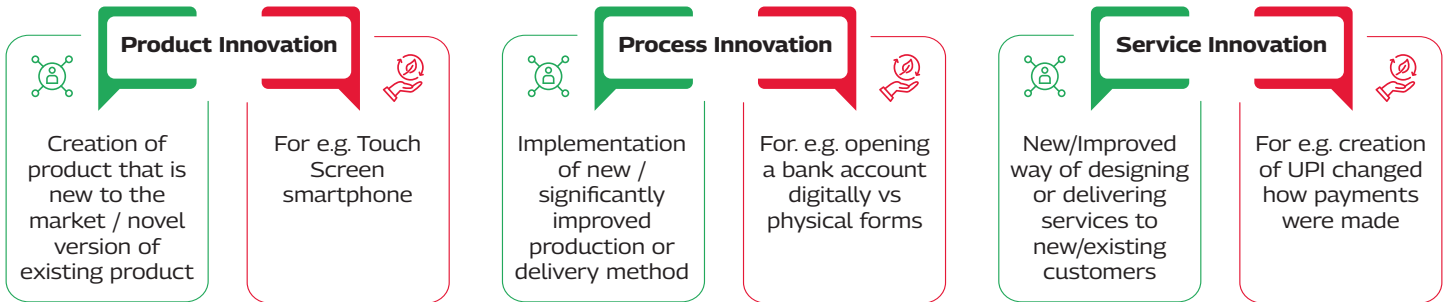 Product Innovation
Creation of
product that is
new to the
market / novel
version of
existing product
For e.g. Touch
Screen
smartphone
Process Innovation
Implementation
of new /
significantly
improved
production or
delivery method
For. e.g. opening
a bank account
digitally vs
physical forms
Service Innovation
New/Improved
way of designing
or delivering
services to
new/existing
customers
For e.g. creation
of UPI changed
how payments
were made